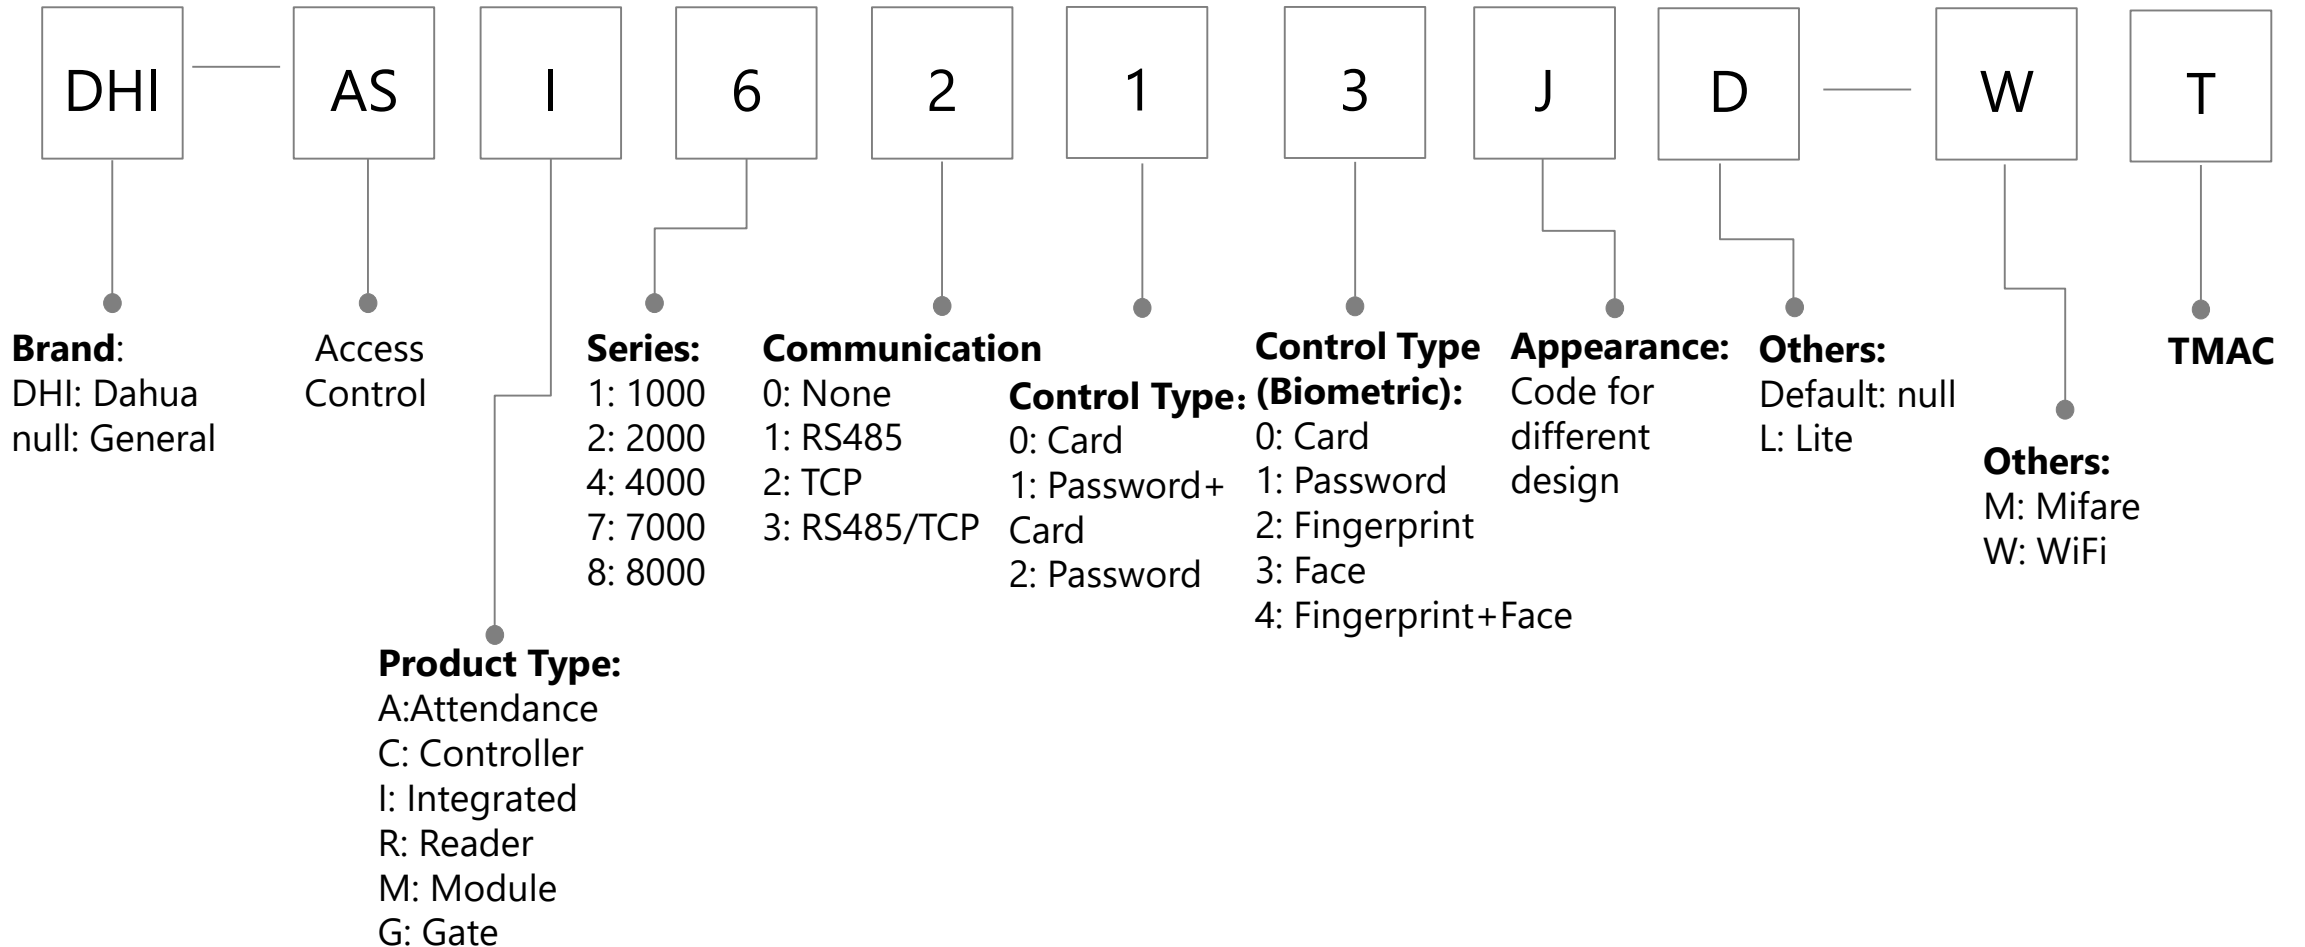 DHI
AS
I
6
2
1
3
J
D
W
T
Brand:
DHI: Dahua
null: General
Access
Control
Product Type:
A:Attendance
C: Controller
I: Integrated
R: Reader
M: Module
G: Gate
Series:
1: 1000
2: 2000
4: 4000
7: 7000
8: 8000
Communication
0: None
1: RS485
2: TCP
3: RS485/TCP
Control Type：
0: Card
1: Password+
Card
2: Password
Control Type
(Biometric):
0: Card
1: Password
2: Fingerprint
3: Face
4: Fingerprint+Face
Appearance:
Code for
different
design
Others:
Default: null
L: Lite
Others:
M: Mifare
W: WiFi
TMAC